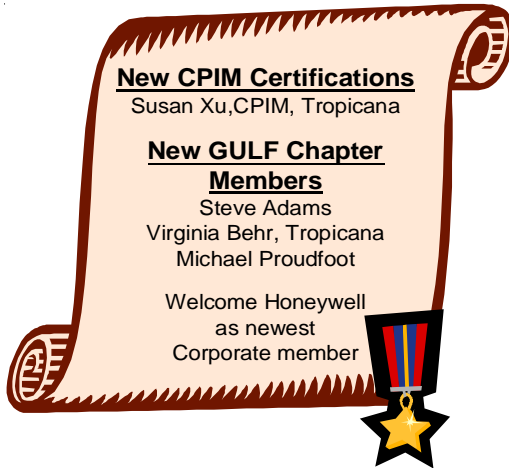 New CPIM Certifications
Susan Xu,CPIM, Tropicana
New GULF Chapter
Members
Steve Adams
Virginia Behr, Tropicana
Michael Proudfoot
Welcome Honeywell
as newest
Corporate member